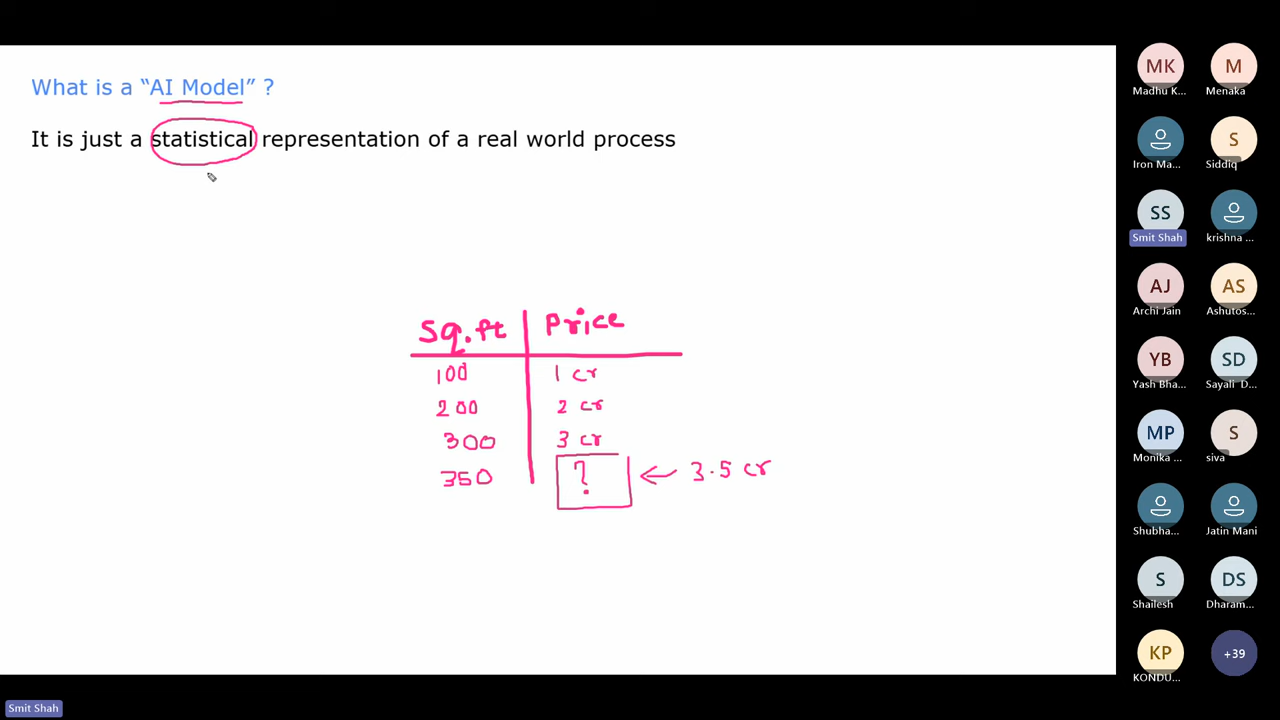 What is a “AI Model” ?
It is just a statistical representation of a real world process
Sq.ft Price
100 1 cr
200 2 cr
300 3 cr
350 ? ← 3.5 cr
MK M
Madhu K... Menaka
S
Iron Ma... Siddiq
SS
Smit Shah krishna ...
AJ AS
Archi Jain Ashutos...
YB SD
Yash Bha... Sayali D...
MP S
Monika ... siva
Shubha... Jatin Mani
S DS
Shailesh Dharam...
KP +39
KONDU...
Smit Shah